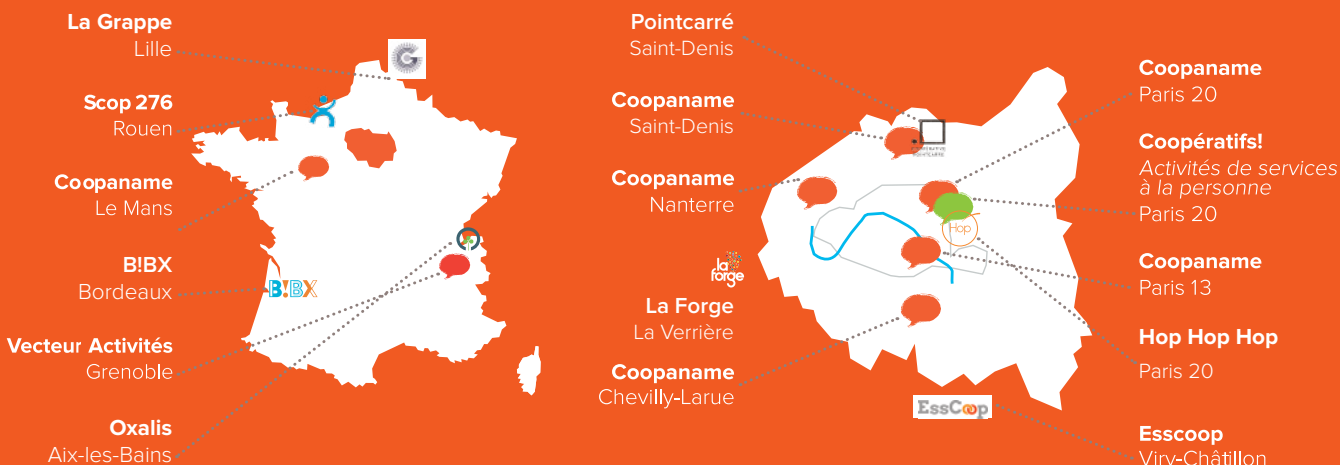 La Grappe
Lille
Scop 276
Rouen
Coopaname
Le Mans
B!BX
Bordeaux
Vecteur Activités
Grenoble
Oxalis
Aix-les-Bains
G
B!BX
Pointcarré
Saint-Denis
Coopaname
Saint-Denis
Coopaname
Nanterre
la
forge
La Forge
La Verrière
Coopaname
Chevilly-Larue
Hop
EssCoop
Coopaname
Paris 20
Coopératifs!
Activités de services
à la personne
Paris 20
Coopaname
Paris 13
Hop Hop Hop
Paris 20
Esscoop
Viry-Châtillon